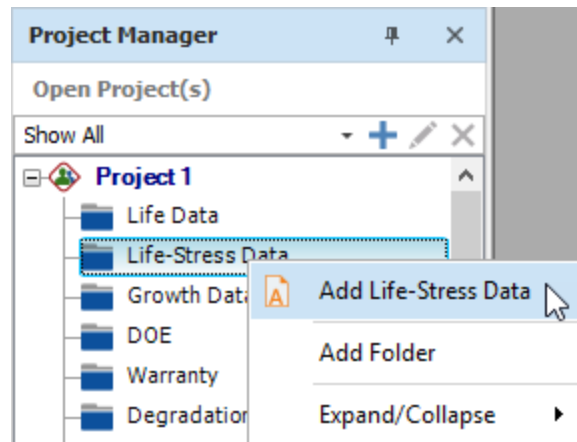 Project Manager
Open Project(s)
Show All
Project 1
Life Data
Life-Stress Data
Add Life-Stress Data
Growth Data
DOE
Add Folder
Warranty
Degradation
Expand/Collapse